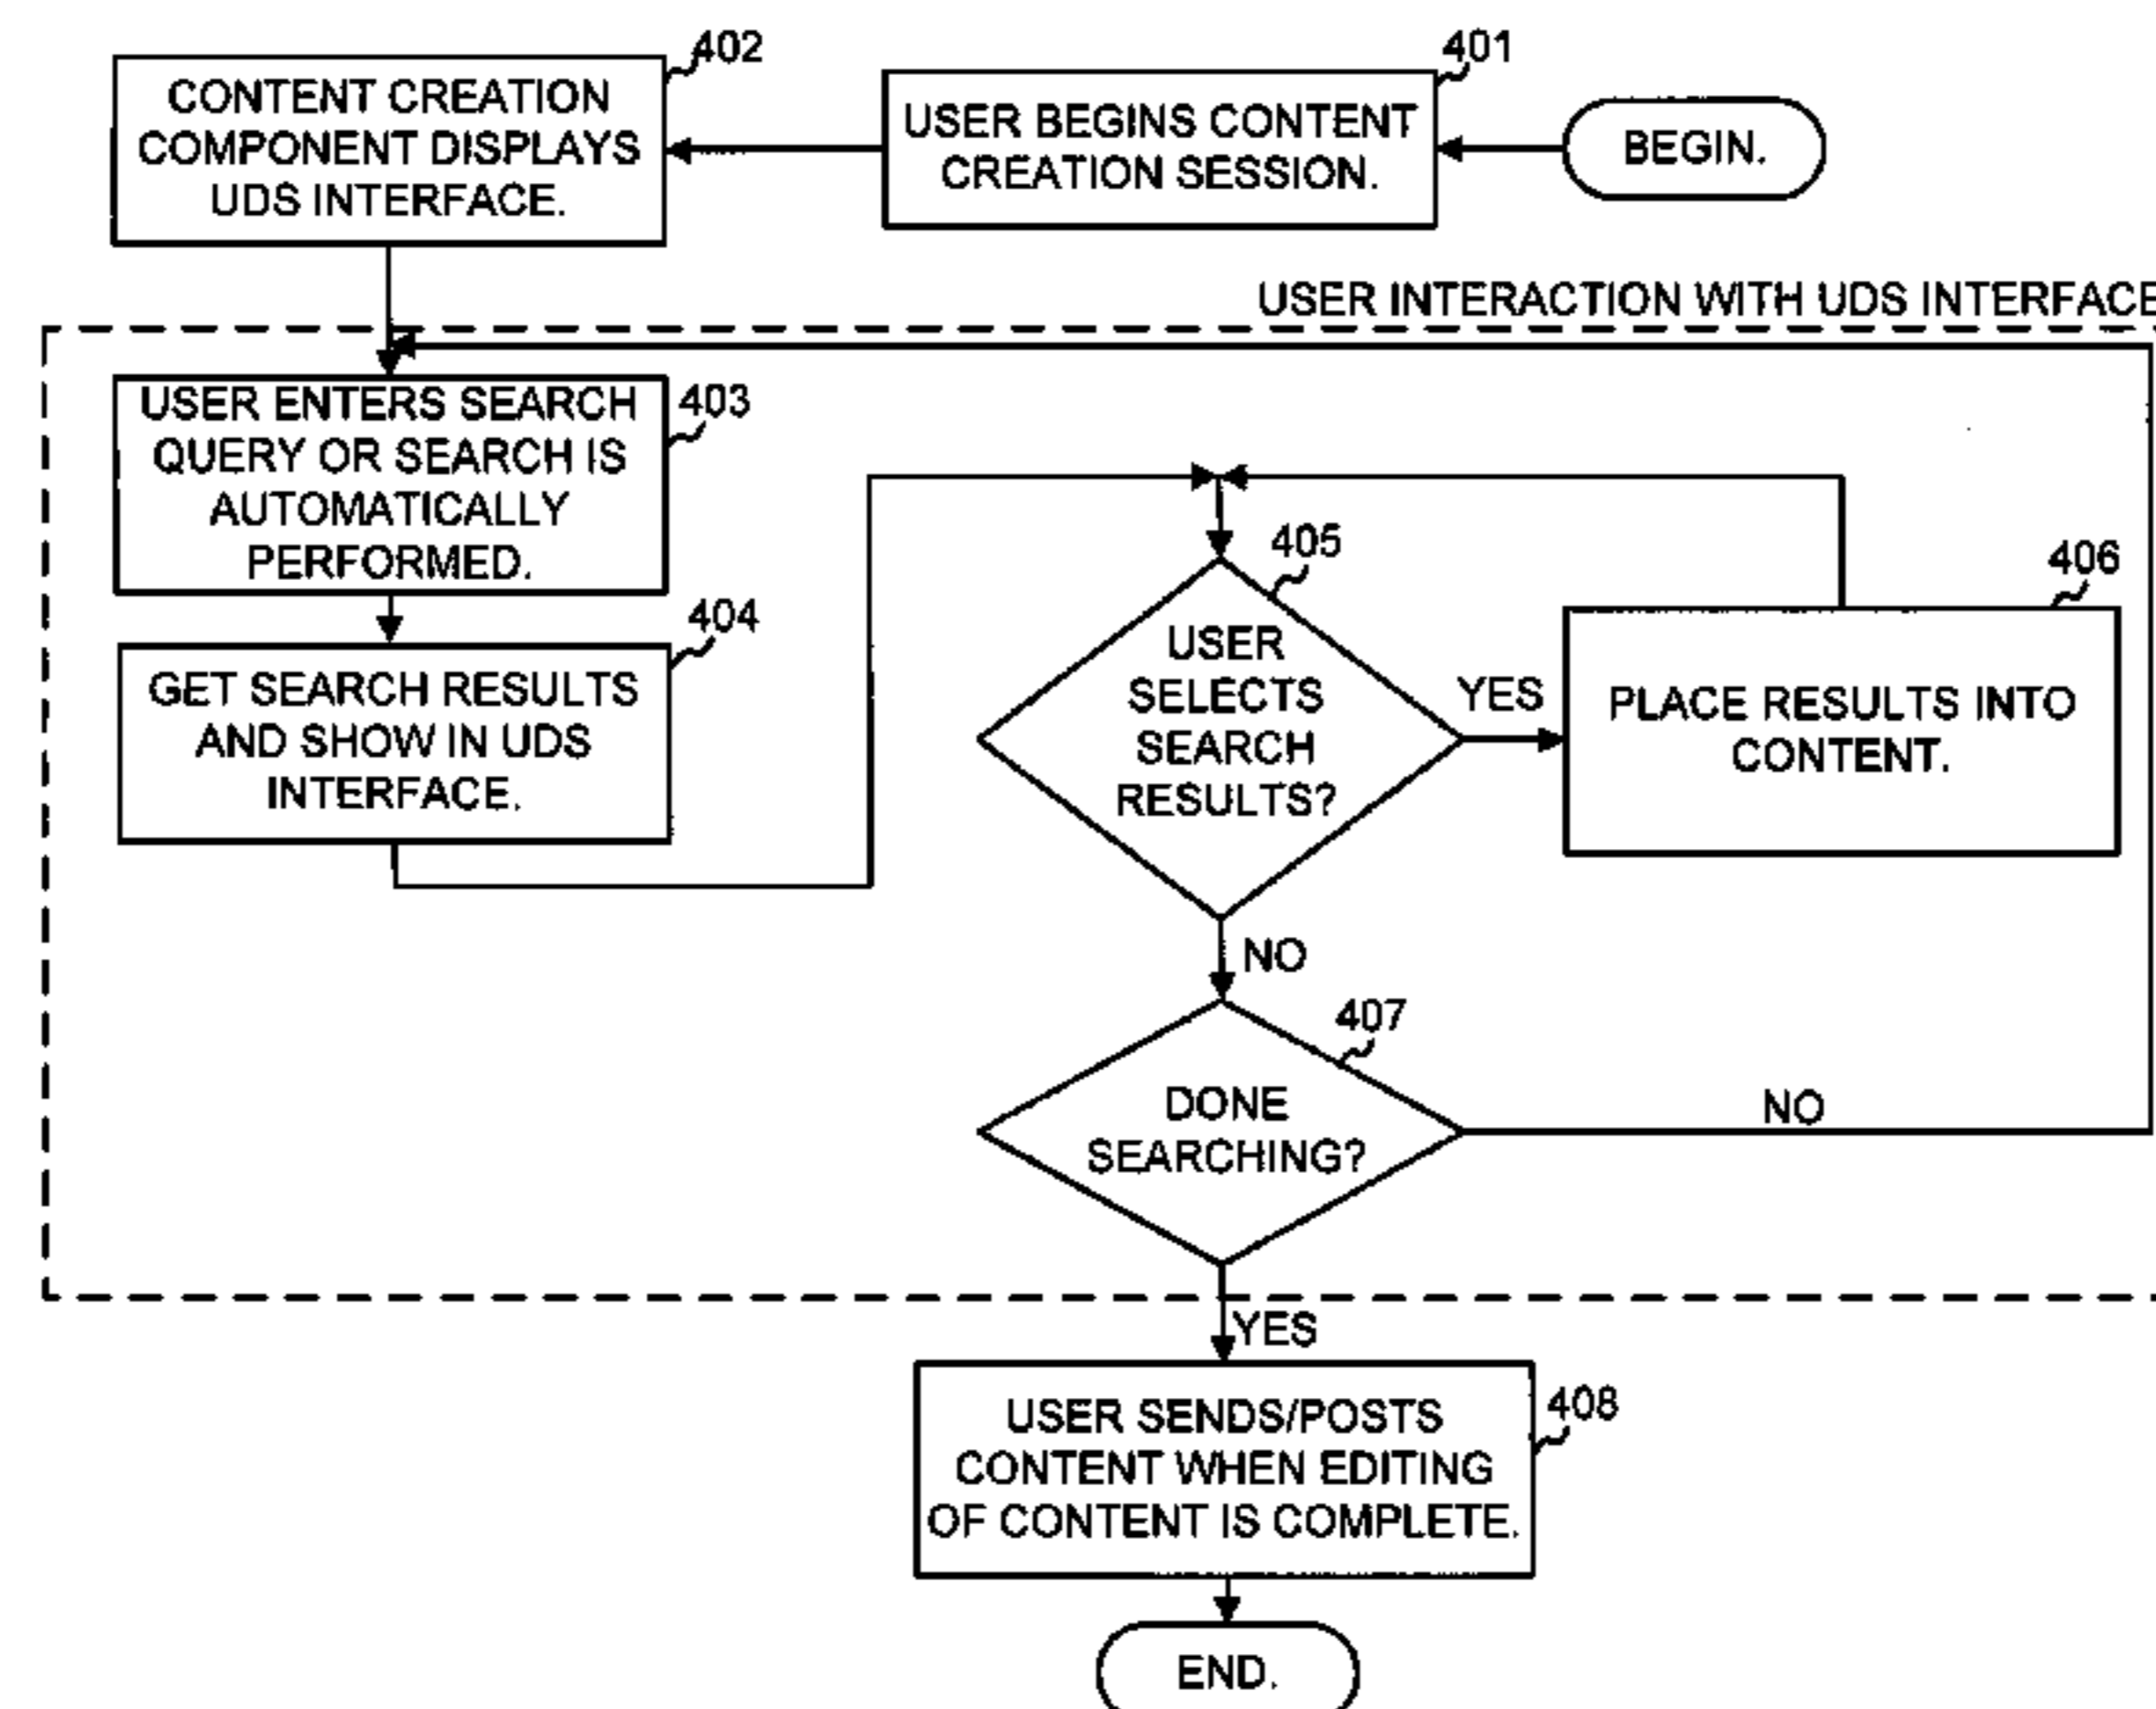 BEGIN.
401
USER BEGINS CONTENT
CREATION SESSION.
402
CONTENT CREATION
COMPONENT DISPLAYS
UDS INTERFACE.
USER INTERACTION WITH UDS INTERFACE
403
USER ENTERS SEARCH
QUERY OR SEARCH IS
AUTOMATICALLY
PERFORMED.
404
GET SEARCH RESULTS
AND SHOW IN UDS
INTERFACE.
405
USER
SELECTS
SEARCH
RESULTS?
YES
406
PLACE RESULTS INTO
CONTENT.
NO
407
DONE
SEARCHING?
NO
YES
408
USER SENDS/POSTS
CONTENT WHEN EDITING
OF CONTENT IS COMPLETE.
END.